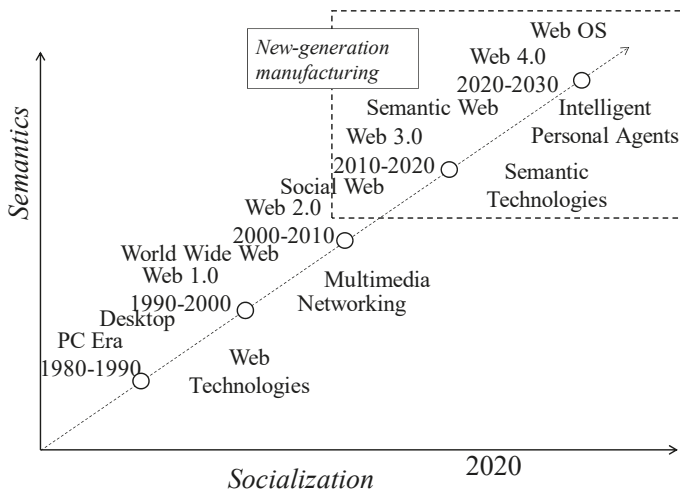 Web OS
New-generation
manufacturing
Web 4.0
2020-2030
Semantic Web
Intelligent
Personal Agents
Web 3.0
2010-2020
Semantic
Technologies
Social Web
Web 2.0
2000-2010
World Wide Web
Web 1.0
1990-2000
Multimedia
Networking
Desktop
PC Era
1980-1990
Web
Technologies
Semantics
Socialization
2020